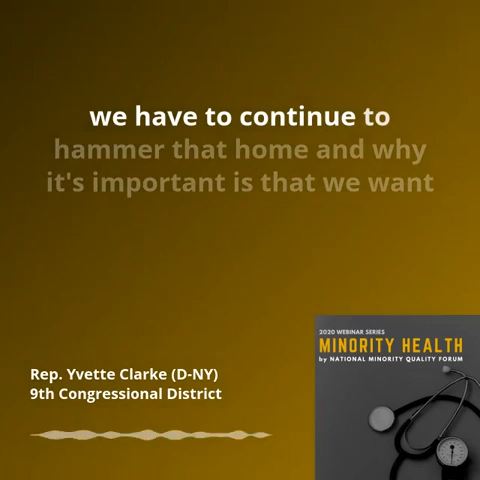 we have to continue to
hammer that home and why
it's important is that we want
Rep. Yvette Clarke (D-NY)
9th Congressional District
2020 WEBINAR SERIES
MINORITY HEALTH
by NATIONAL MINORITY QUALITY FORUM